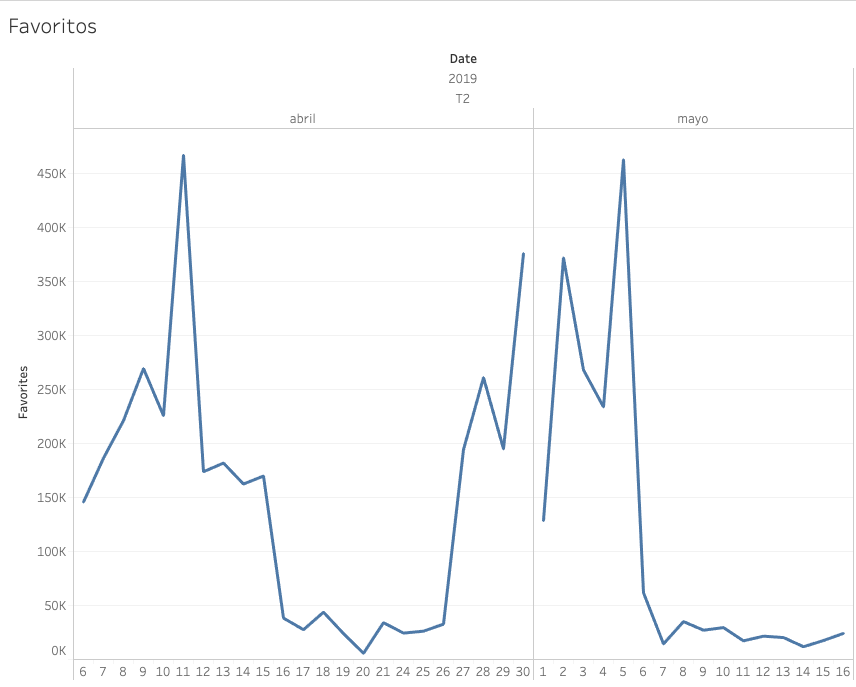 Favoritos
Date
2019
T2
abril mayo
450K
400K
350K
300K
250K
200K
150K
100K
50K
0K
Favorites
6 7 8 9 10 11 12 13 14 15 16 17 18 19 20 21 24 25 26 27 28 29 30 1 2 3 4 5 6 7 8 9 10 11 12 13 14 15 16